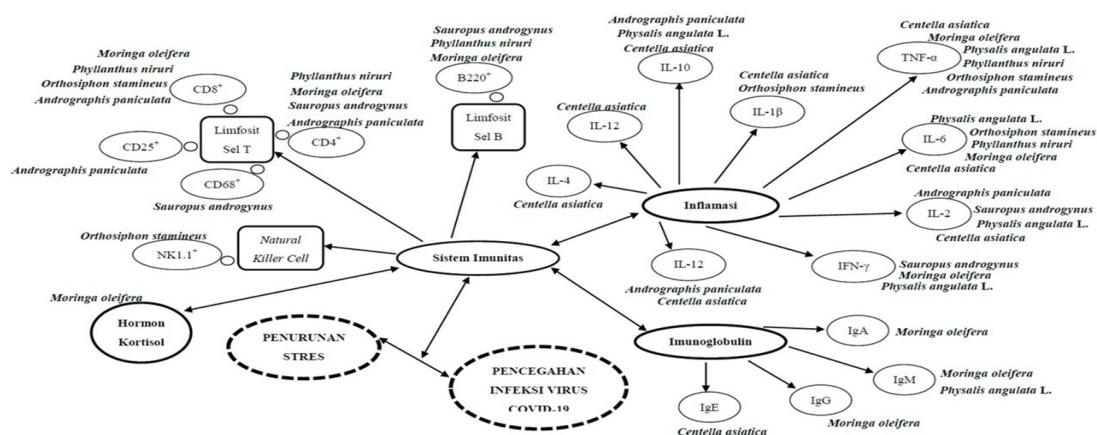 Moringa oleifera
Phyllanthus niruri
Orthosiphon stamineus
Andrographis paniculata
CD8+
Phyllanthus niruri
Moringa oleifera
Sauropus androgynus
Andrographis paniculata
CD4+
Limfosit
Sel T
CD25+
Andrographis paniculata
CD68+
Sauropus androgynus
Sauropus androgynus
Phyllanthus niruri
Moringa oleifera
B220+
Limfosit
Sel B
Orthosiphon stamineus
NK1.1+
Natural
Killer Cell
Sistem Imunitas
Moringa oleifera
Hormon
Kortisol
PENURUNAN
STRES
PENCEGAHAN
INFEKSI VIRUS
COVID-19
Andrographis paniculata
Physalis angulata L.
Centella asiatica
IL-10
Centella asiatica
Orthosiphon stamineus
IL-1β
Centella asiatica
IL-12
IL-4
Centella asiatica
Inflamasi
Centella asiatica
Moringa oleifera
TNF-α
Physalis angulata L.
Phyllanthus niruri
Orthosiphon stamineus
Andrographis paniculata
Physalis angulata L.
IL-6
Orthosiphon stamineus
Phyllanthus niruri
Moringa oleifera
Centella asiatica
Andrographis paniculata
IL-2
Sauropus androgynus
Physalis angulata L.
Centella asiatica
IFN-γ
Sauropus androgynus
Moringa oleifera
Physalis angulata L.
IL-12
Andrographis paniculata
Centella asiatica
Imunoglobulin
IgA
Moringa oleifera
IgM
Moringa oleifera
Physalis angulata L.
IgG
Moringa oleifera
IgE
Centella asiatica